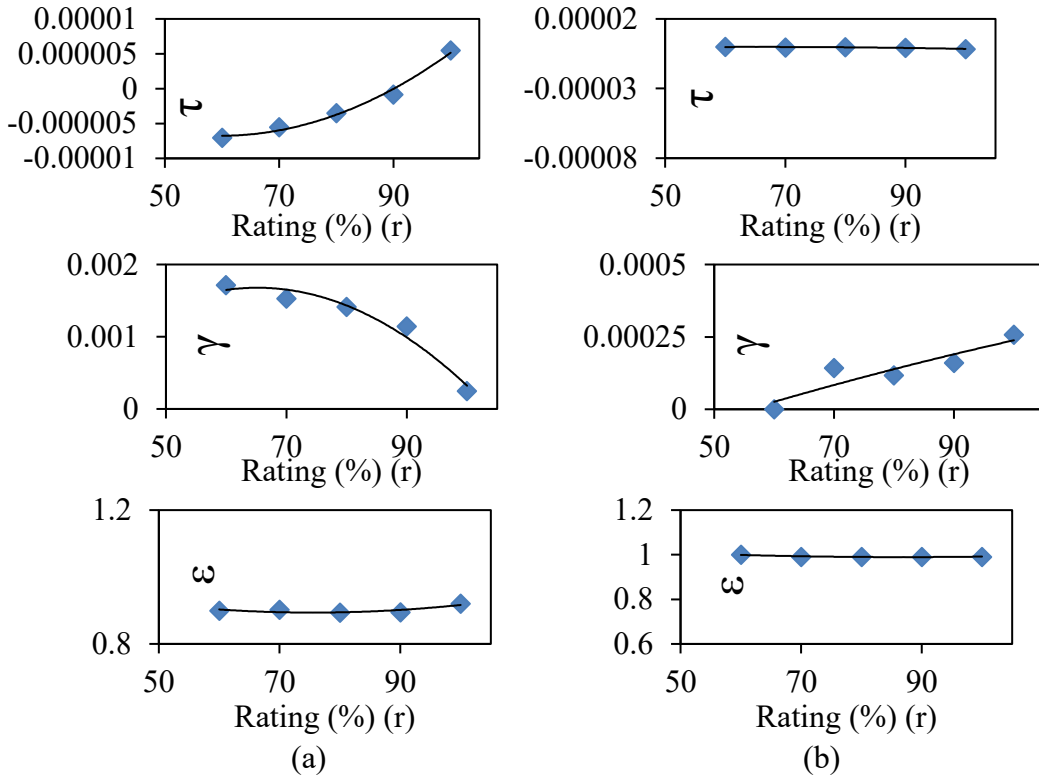 0.00001
0.000005
0
-0.000005
-0.00001
τ
50 70 90
Rating (%) (r)
0.00002
-0.00003
-0.00008
τ
50 70 90
Rating (%) (r)
0.002
0.001
0
γ
50 70 90
Rating (%) (r)
0.0005
0.00025
0
γ
50 70 90
Rating (%) (r)
1.2
0.8
ε
50 70 90
Rating (%) (r)
(a)
1.2
1
0.8
0.6
ε
50 70 90
Rating (%) (r)
(b)